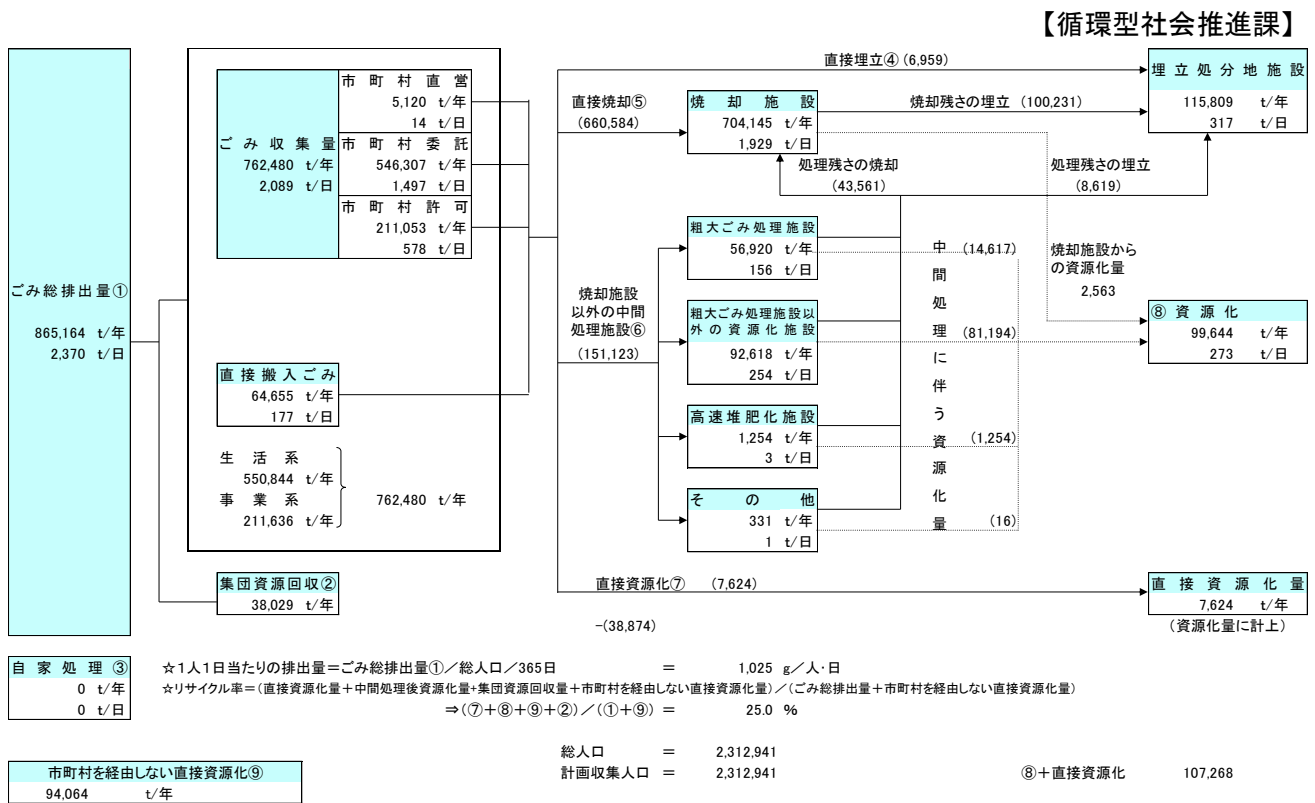 【循環型社会推進課】
ごみ総排出量①
865,164 t/年
2,370 t/日
ごみ収集量
762,480 t/年
2,089 t/日
市町村直営
5,120 t/年
14 t/日
市町村委託
546,307 t/年
1,497 t/日
市町村許可
211,053 t/年
578 t/日
直接搬入ごみ
64,655 t/年
177 t/日
生活系
550,844 t/年
事業系
211,636 t/年
762,480 t/年
集団資源回収②
38,029 t/年
直接埋立④ (6,959)
直接焼却⑤
(660,584)
焼却施設
704,145 t/年
1,929 t/日
焼却残さの埋立 (100,231)
埋立処分地施設
115,809 t/年
317 t/日
処理残さの焼却
(43,561)
処理残さの埋立
(8,619)
焼却施設
以外の中間
処理施設⑥
(151,123)
粗大ごみ処理施設
56,920 t/年
156 t/日
粗大ごみ処理施設以
外の資源化施設
92,618 t/年
254 t/日
高速堆肥化施設
1,254 t/年
3 t/日
その他
331 t/年
1 t/日
中間処理に伴う資源化量
(14,617)
(81,194)
(1,254)
(16)
焼却施設から
の資源化量
2,563
⑧資源化
99,644 t/年
273 t/日
直接資源化⑦ (7,624)
-(38,874)
直接資源化量
7,624 t/年
(資源化量に計上)
自家処理③
0 t/年
0 t/日
☆1人1日当たりの排出量=ごみ総排出量①/総人口/365日 = 1,025 g/人・日
☆リサイクル率=(直接資源化量+中間処理後資源化量+集団資源回収量+市町村を経由しない直接資源化量)/(ごみ総排出量+市町村を経由しない直接資源化量)
⇒(⑦+⑧+⑨+②)/(①+⑨) = 25.0 %
総人口 = 2,312,941
計画収集人口 = 2,312,941
⑧+直接資源化 107,268
市町村を経由しない直接資源化⑨
94,064 t/年